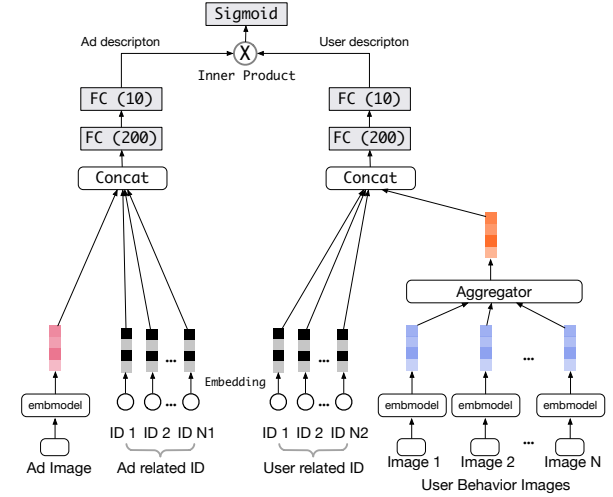 Sigmoid
Ad descripton
User descripton
X
Inner Product
FC (10)
FC (10)
FC (200)
FC (200)
Concat
Concat
Aggregator
...
...
...
Embedding
embmodel
embmodel
embmodel
embmodel
... ...
ID 1 ID 2 ID N1
ID 1 ID 2 ID N2
...
Ad Image
Ad related ID
User related ID
Image 1
Image 2
Image N
User Behavior Images